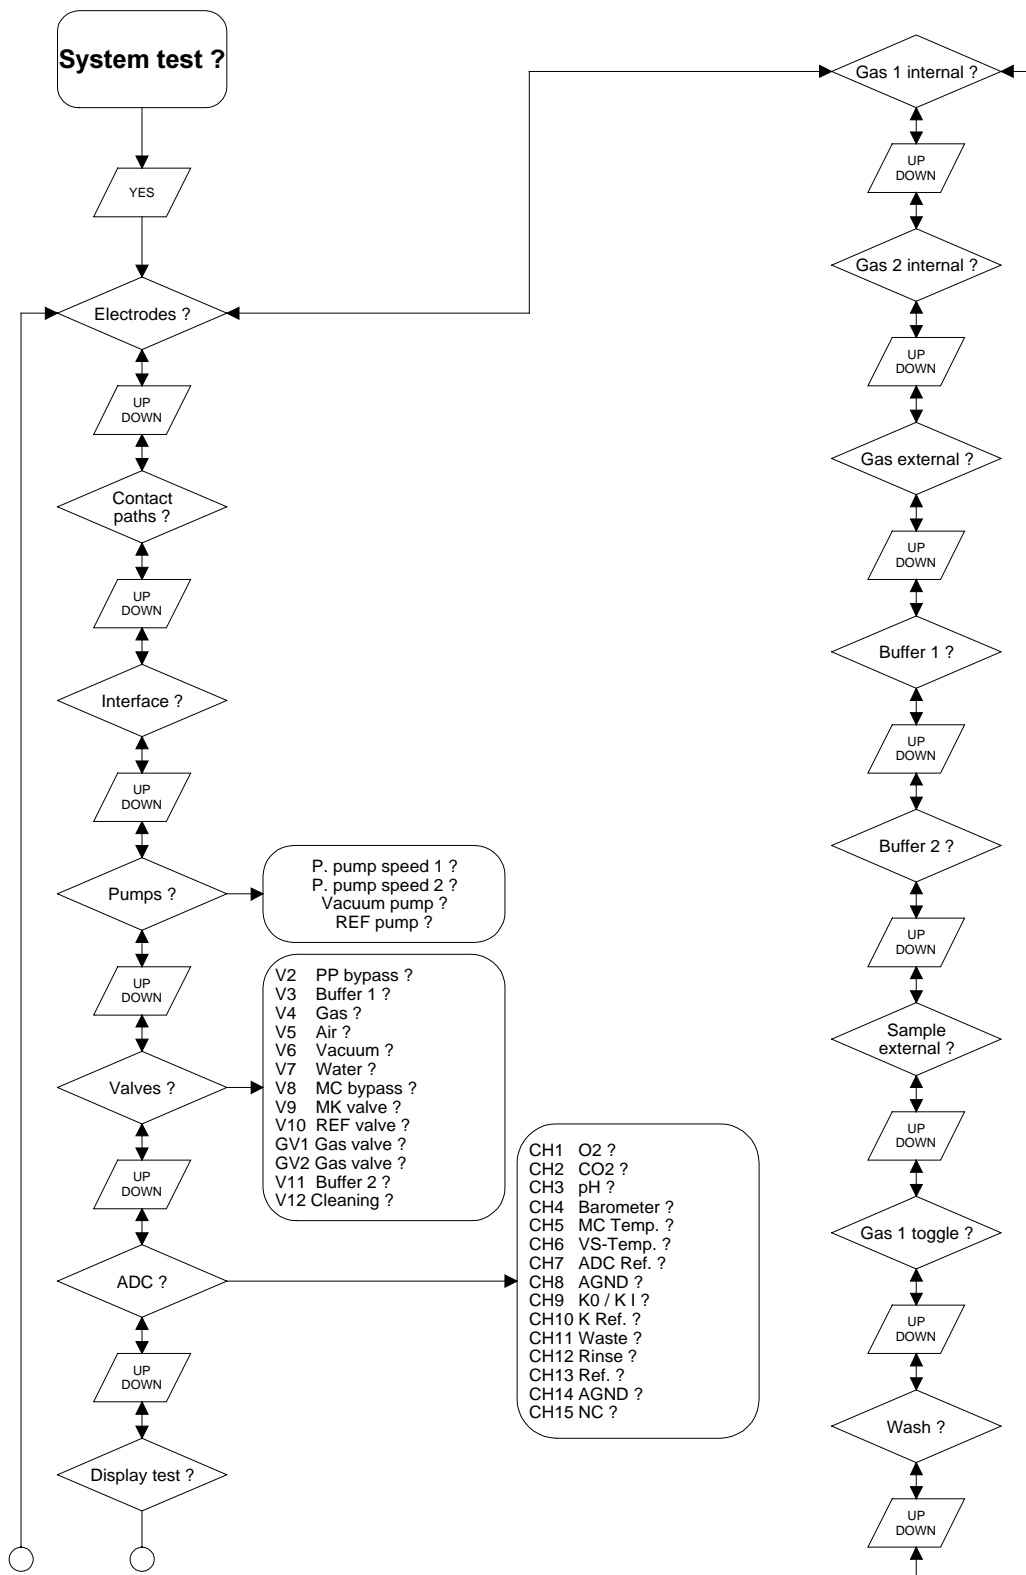 System test ?
YES
Electrodes ?
UP
DOWN
Contact
paths ?
UP
DOWN
Interface ?
UP
DOWN
Pumps ?
P. pump speed 1 ?
P. pump speed 2 ?
Vacuum pump ?
REF pump ?
UP
DOWN
Valves ?
V2 PP bypass ?
V3 Buffer 1 ?
V4 Gas ?
V5 Air ?
V6 Vacuum ?
V7 Water ?
V8 MC bypass ?
V9 MK valve ?
V10 REF valve ?
GV1 Gas valve ?
GV2 Gas valve ?
V11 Buffer 2 ?
V12 Cleaning ?
UP
DOWN
ADC ?
CH1 O2 ?
CH2 CO2 ?
CH3 pH ?
CH4 Barometer ?
CH5 MC Temp. ?
CH6 VS-Temp. ?
CH7 ADC Ref. ?
CH8 AGND ?
CH9 K0 / K I ?
CH10 K Ref. ?
CH11 Waste ?
CH12 Rinse ?
CH13 Ref. ?
CH14 AGND ?
CH15 NC ?
UP
DOWN
Display test ?
Gas 1 internal ?
UP
DOWN
Gas 2 internal ?
UP
DOWN
Gas external ?
UP
DOWN
Buffer 1 ?
UP
DOWN
Buffer 2 ?
UP
DOWN
Sample
external ?
UP
DOWN
Gas 1 toggle ?
UP
DOWN
Wash ?
UP
DOWN